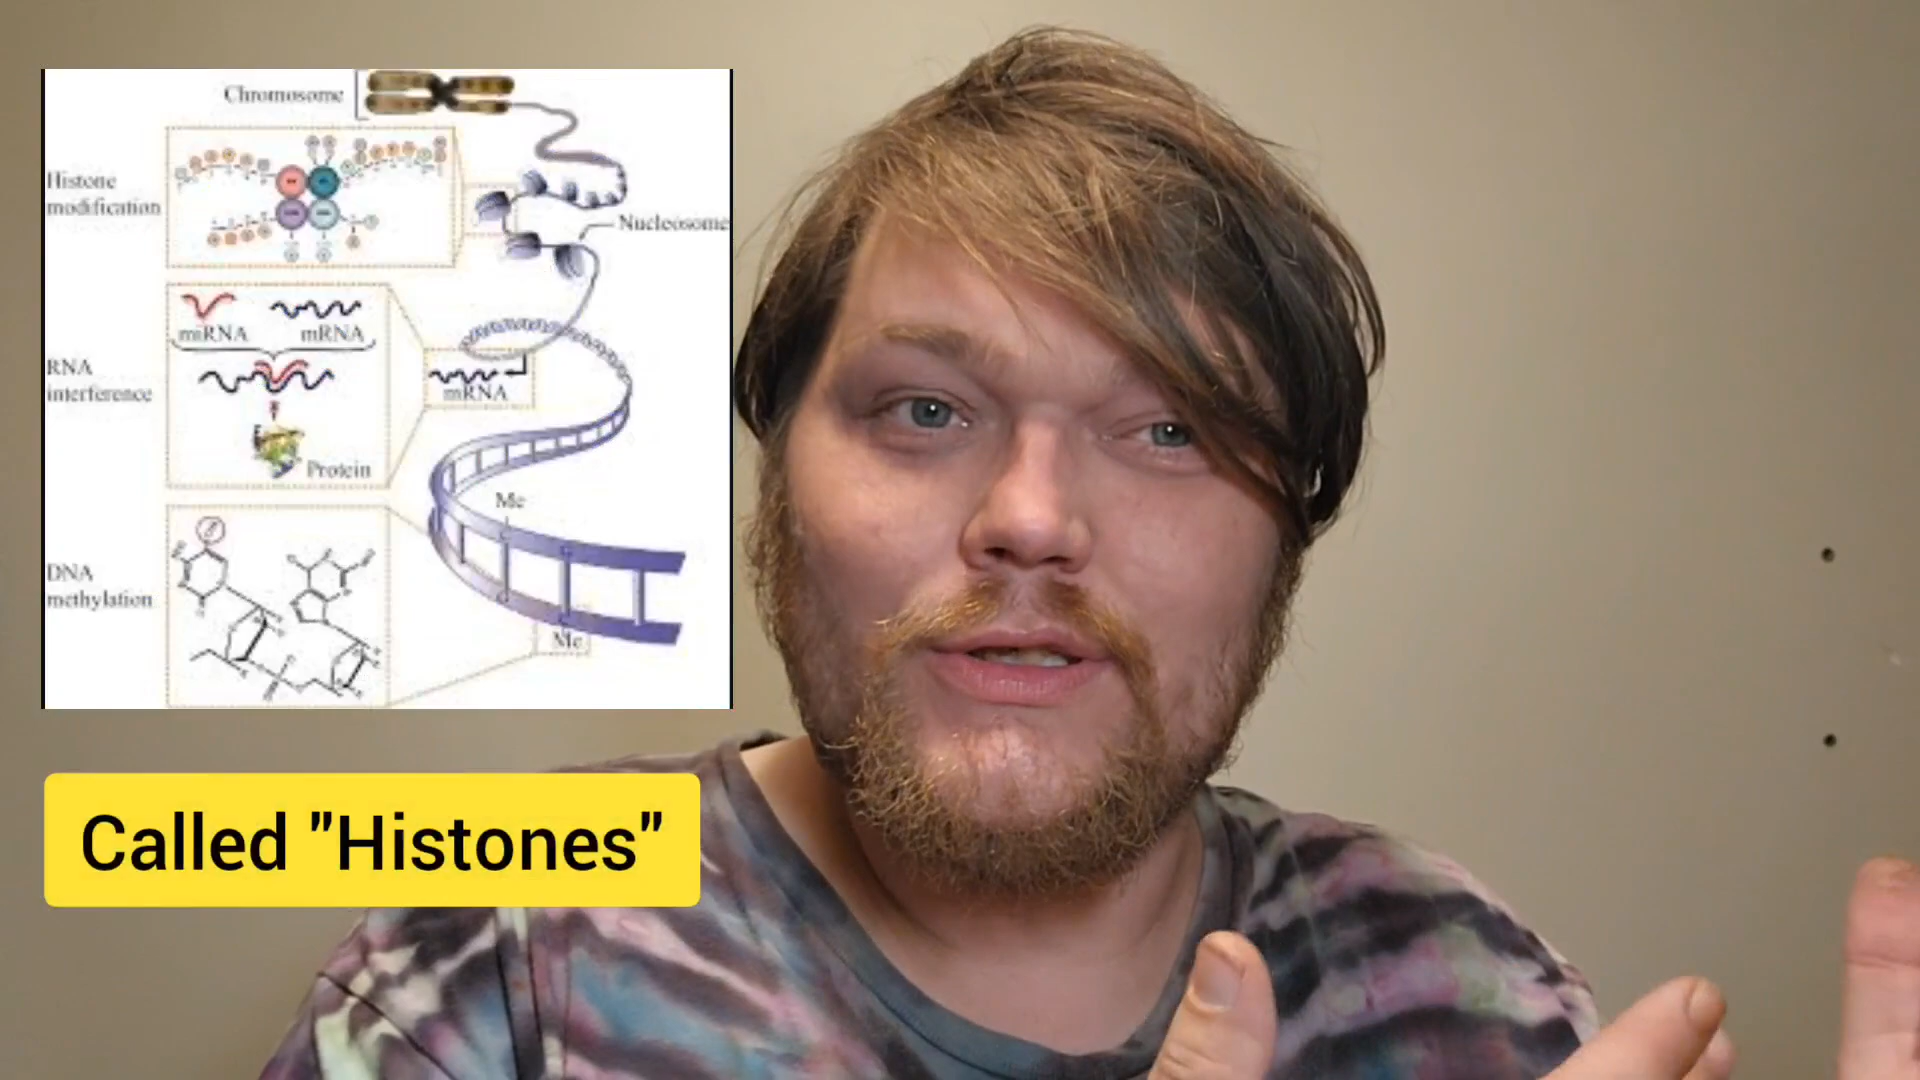 Chromosome
Histone
modification
Nucleosome
miRNA
mRNA
RNA
interference
mRNA
Protein
Me
DNA
methylation
Me
Called "Histones"